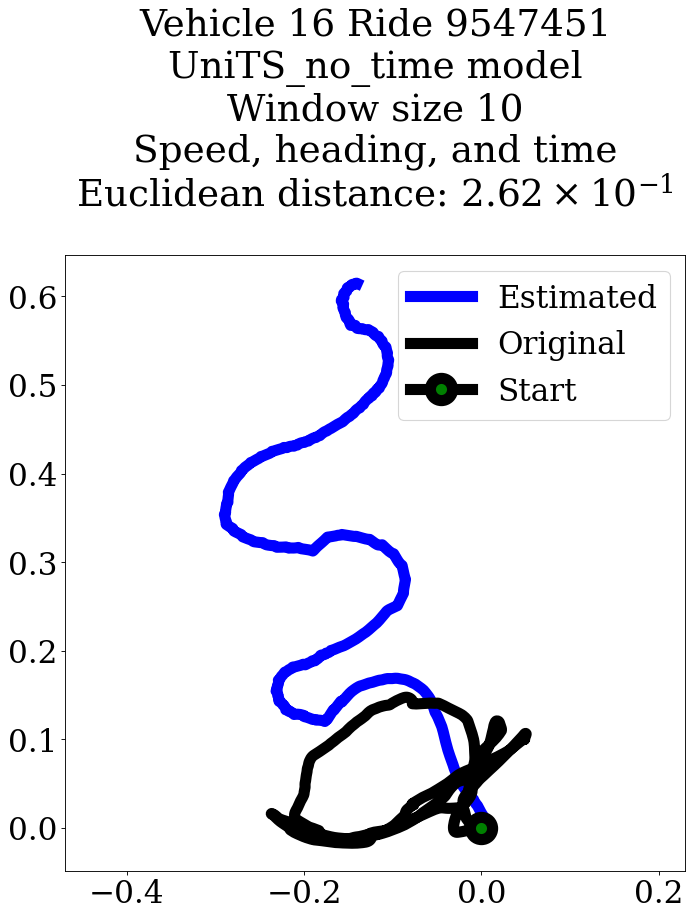 Vehicle 16 Ride 9547451
UniTS_no_time model
Window size 10
Speed, heading, and time
Euclidean distance: 2.62 × 10⁻¹
Estimated
Original
Start
0.6
0.5
0.4
0.3
0.2
0.1
0.0
−0.4 −0.2 0.0 0.2